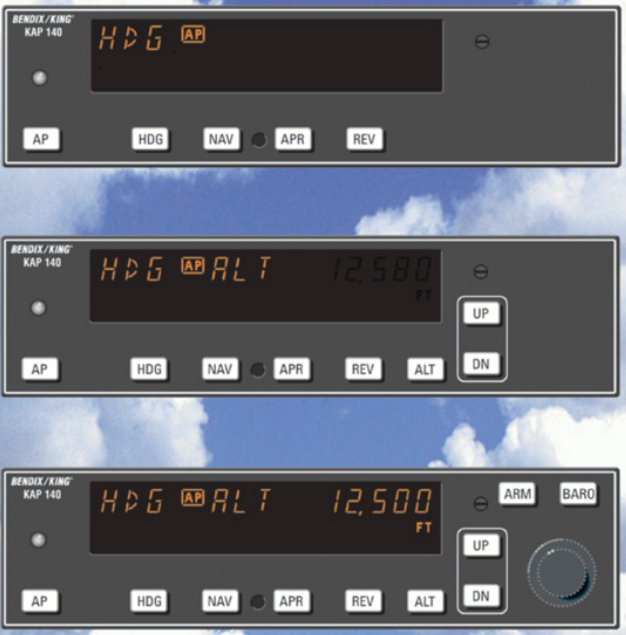 BENDIX/KING
KAP 140
HDG AP
AP HDG NAV APR REV
BENDIX/KING
KAP 140
HDG AP ALT 12,580
FT
UP
DN
AP HDG NAV APR REV ALT
BENDIX/KING
KAP 140
HDG AP ALT 12,500
FT
ARM BARO
UP
DN
AP HDG NAV APR REV ALT